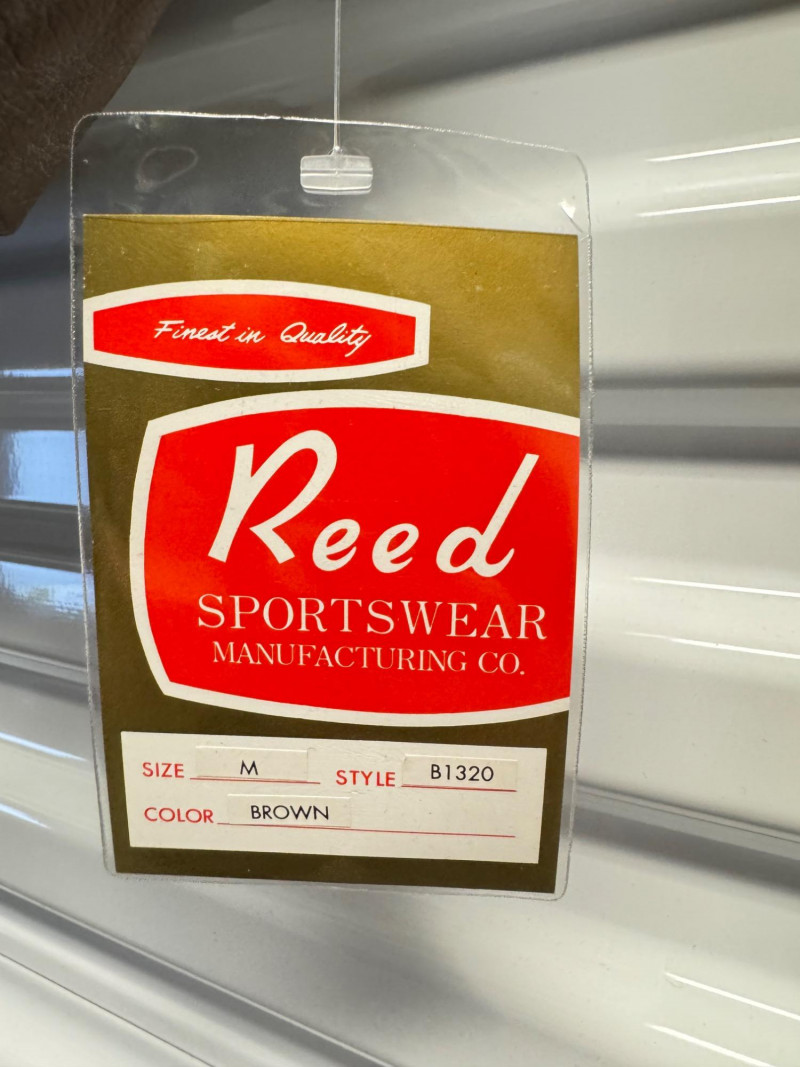 Finest in Quality
Reed
SPORTSWEAR
MANUFACTURING CO.
SIZE M STYLE B1320
COLOR BROWN